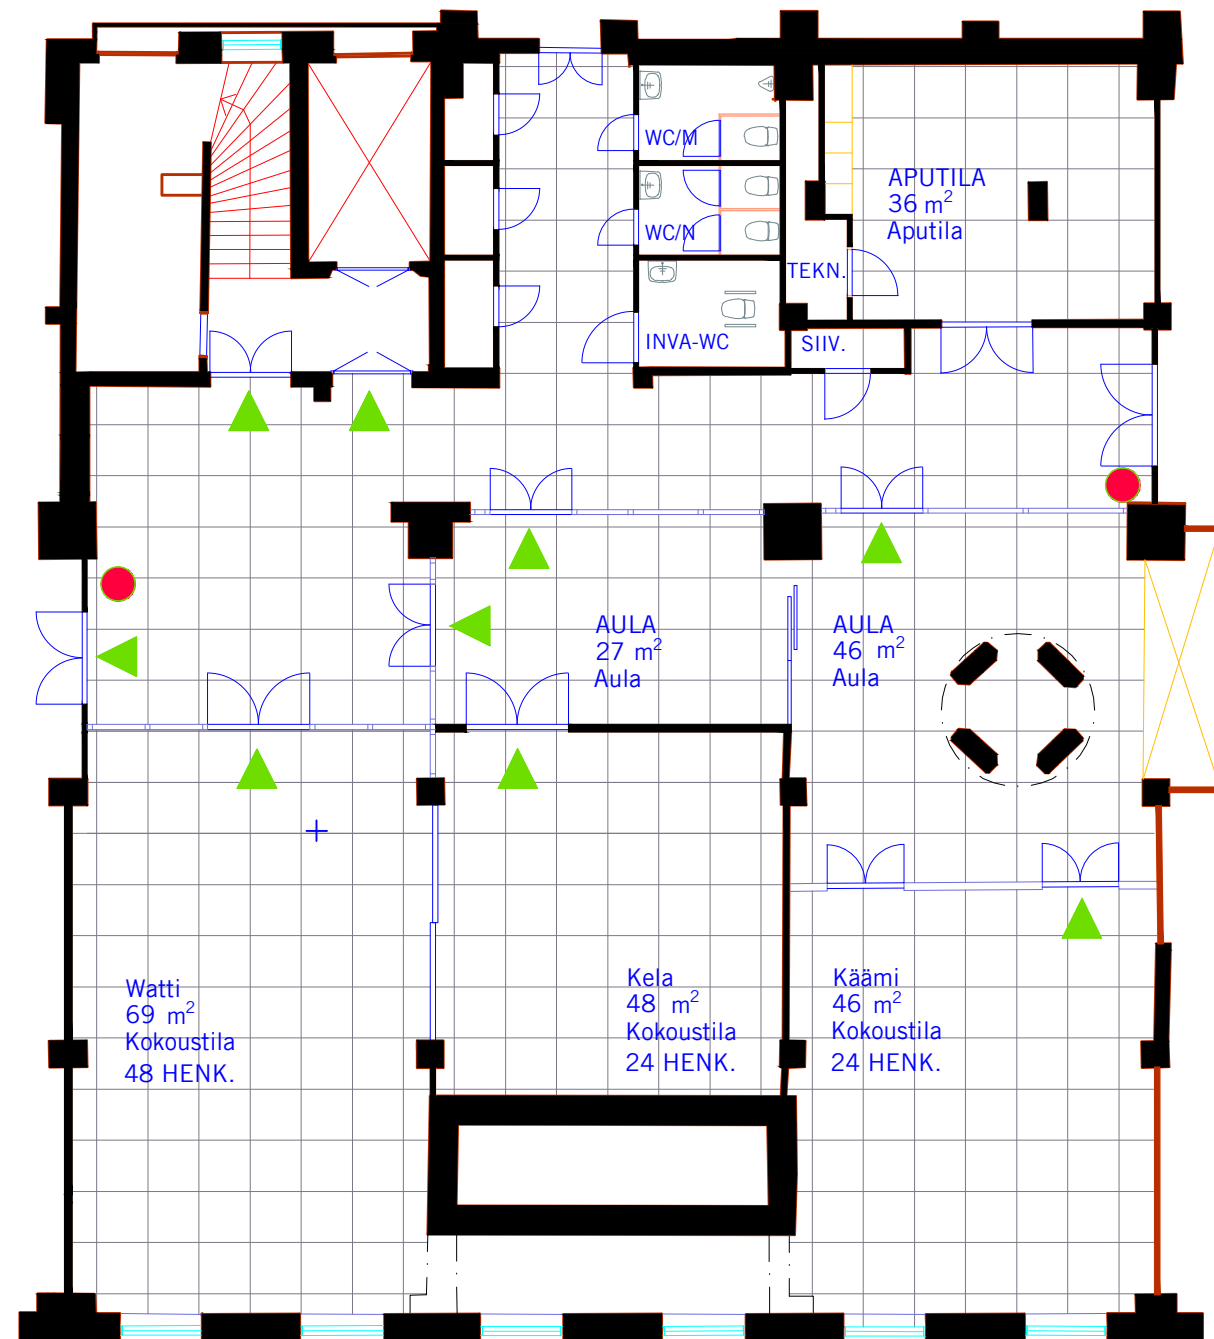 WC/M
APUTILA
36 m²
Aputila
WC/N
TEKN.
INVA-WC
SIIV.
AULA
27 m²
Aula
AULA
46 m²
Aula
Watti
69 m²
Kokoustila
48 HENK.
Kela
48 m²
Kokoustila
24 HENK.
Käämi
46 m²
Kokoustila
24 HENK.